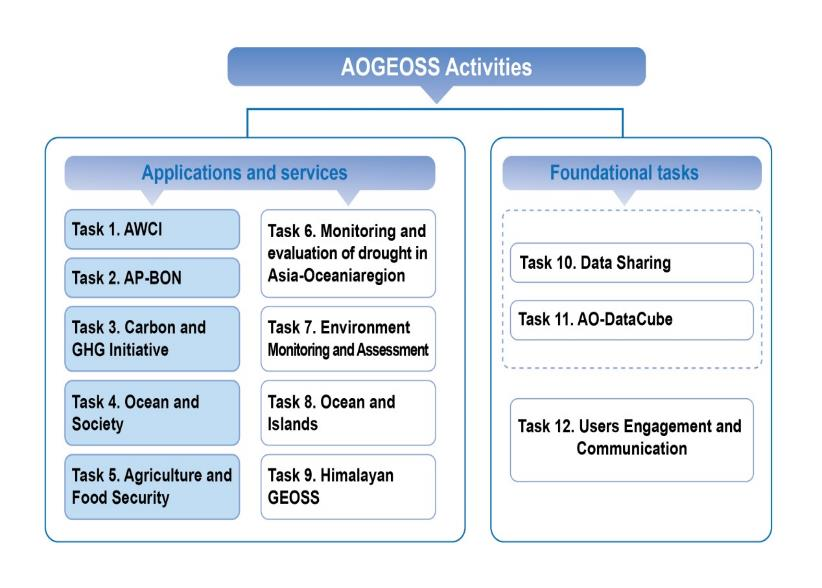 AOGEOSS Activities
Applications and services
Task 1. AWCI
Task 2. AP-BON
Task 3. Carbon and
GHG Initiative
Task 4. Ocean and
Society
Task 5. Agriculture and
Food Security
Task 6. Monitoring and
evaluation of drought in
Asia-Oceaniaregion
Task 7. Environment
Monitoring and Assessment
Task 8. Ocean and
Islands
Task 9. Himalayan
GEOSS
Foundational tasks
Task 10. Data Sharing
Task 11. AO-DataCube
Task 12. Users Engagement and
Communication